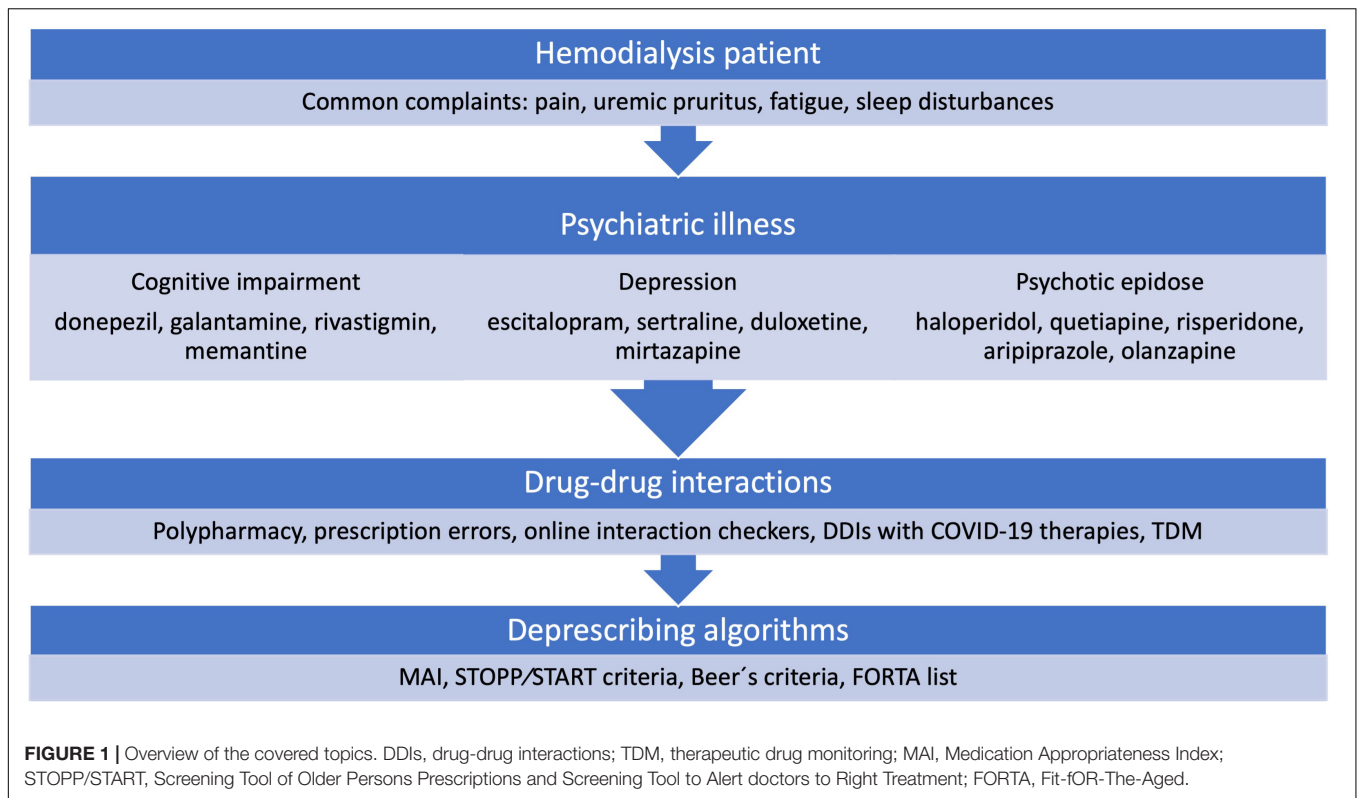 Hemodialysis patient
Common complaints: pain, uremic pruritus, fatigue, sleep disturbances
Psychiatric illness
Cognitive impairment
donepezil, galantamine, rivastigmin,
memantine
Depression
escitalopram, sertraline, duloxetine,
mirtazapine
Psychotic epidose
haloperidol, quetiapine, risperidone,
aripiprazole, olanzapine
Drug-drug interactions
Polypharmacy, prescription errors, online interaction checkers, DDIs with COVID-19 therapies, TDM
Deprescribing algorithms
MAI, STOPP/START criteria, Beer´s criteria, FORTA list
FIGURE 1 | Overview of the covered topics. DDIs, drug-drug interactions; TDM, therapeutic drug monitoring; MAI, Medication Appropriateness Index;
STOPP/START, Screening Tool of Older Persons Prescriptions and Screening Tool to Alert doctors to Right Treatment; FORTA, Fit-fOR-The-Aged.